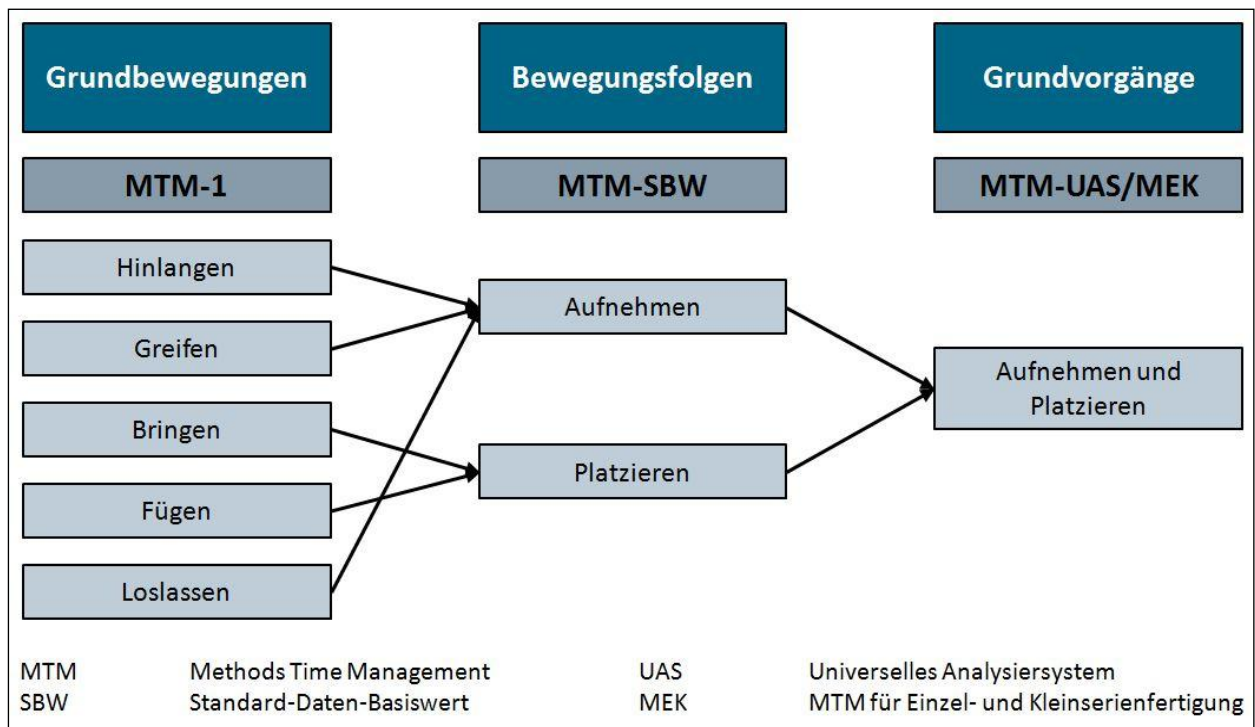 Grundbewegungen
Bewegungsfolgen
Grundvorgänge
MTM-1
MTM-SBW
MTM-UAS/MEK
Hinlangen
Greifen
Bringen
Fügen
Loslassen
Aufnehmen
Platzieren
Aufnehmen und
Platzieren
MTM Methods Time Management UAS Universelles Analysiersystem
SBW Standard-Daten-Basiswert MEK MTM für Einzel- und Kleinserienfertigung